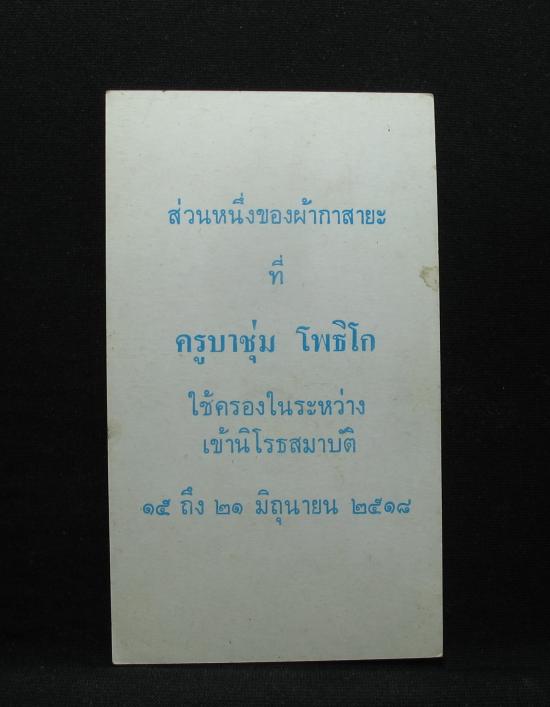 ส่วนหนึ่งของผ้ากาสายะ
ที่
ครูบาชุ่ม โพธิโก
ใช้ครองในระหว่าง
เข้านิโรธสมาบัติ
๑๕ ถึง ๒๑ มิถุนายน ๒๕๑๘